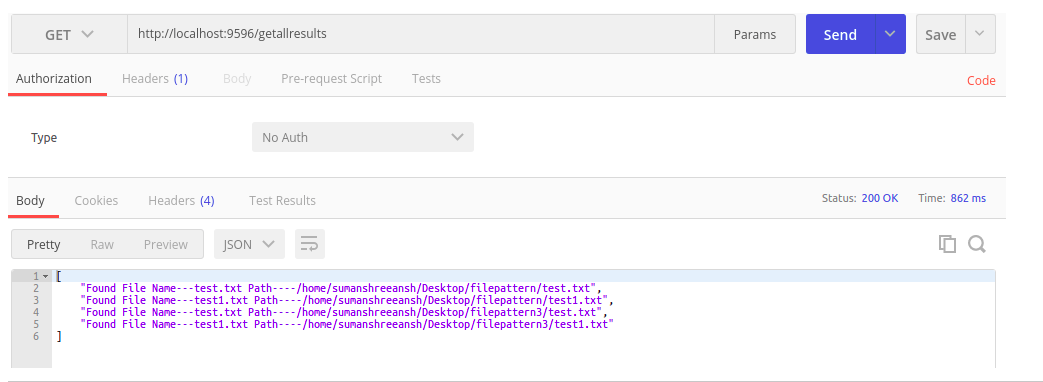 GET http://localhost:9596/getallresults Params Send Save
Authorization Headers (1) Body Pre-request Script Tests Code
Type No Auth
Body Cookies Headers (4) Test Results Status: 200 OK Time: 862 ms
Pretty Raw Preview JSON
1 [
2 "Found File Name---test.txt Path----/home/sumanshreeansh/Desktop/filepattern/test.txt",
3 "Found File Name---test1.txt Path----/home/sumanshreeansh/Desktop/filepattern/test1.txt",
4 "Found File Name---test.txt Path----/home/sumanshreeansh/Desktop/filepattern3/test.txt",
5 "Found File Name---test1.txt Path----/home/sumanshreeansh/Desktop/filepattern3/test1.txt"
6 ]